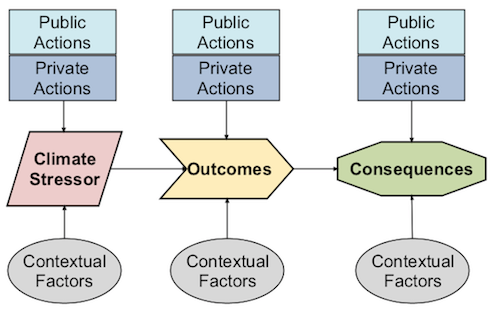 Public
Actions
Public
Actions
Public
Actions
Private
Actions
Private
Actions
Private
Actions
Climate
Stressor
Outcomes
Consequences
Contextual
Factors
Contextual
Factors
Contextual
Factors